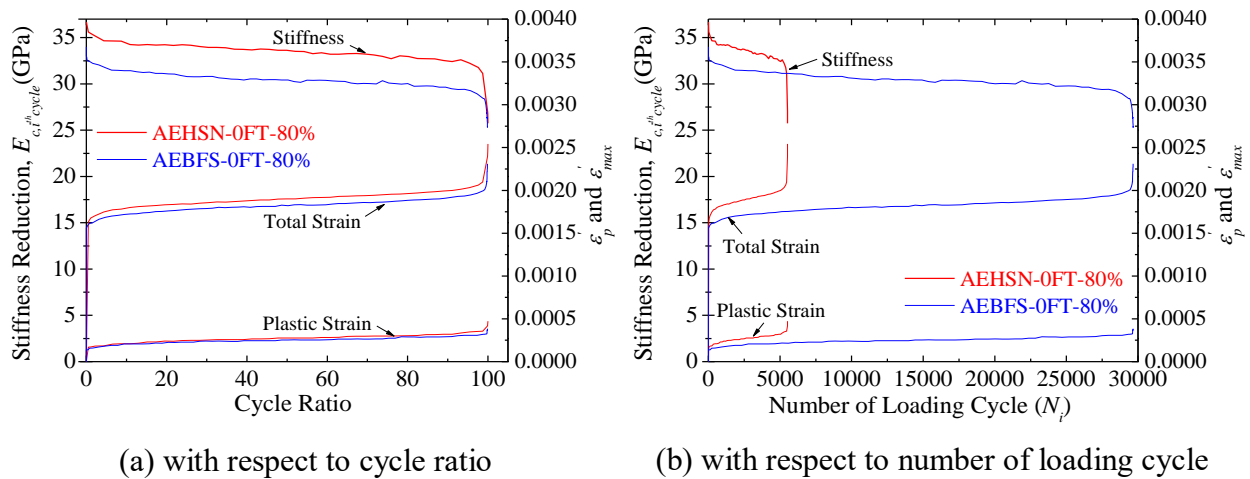 Stiffness Reduction, E_{c,i^{th} cycle} (GPa)
35
30
25
20
15
10
5
0
Stiffness
AEHSN-0FT-80%
AEBFS-0FT-80%
Total Strain
Plastic Strain
0 20 40 60 80 100
Cycle Ratio
0.0040
0.0035
0.0030
0.0025
0.0020
0.0015
0.0010
0.0005
0.0000
ε'_p and ε'_{max}
(a) with respect to cycle ratio
Stiffness Reduction, E_{c,i^{th} cycle} (GPa)
35
30
25
20
15
10
5
0
Stiffness
Total Strain
AEHSN-0FT-80%
AEBFS-0FT-80%
Plastic Strain
0 5000 10000 15000 20000 25000 30000
Number of Loading Cycle (N_i)
0.0040
0.0035
0.0030
0.0025
0.0020
0.0015
0.0010
0.0005
0.0000
ε'_p and ε'_{max}
(b) with respect to number of loading cycle